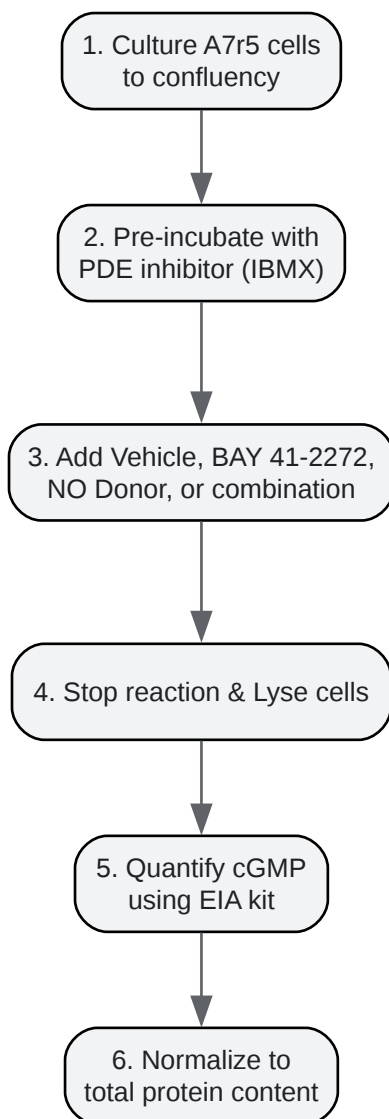 1. Culture A7r5 cells
to confluency
2. Pre-incubate with
PDE inhibitor (IBMX)
3. Add Vehicle, BAY 41-2272,
NO Donor, or combination
4. Stop reaction & Lyse cells
5. Quantify cGMP
using EIA kit
6. Normalize to
total protein content